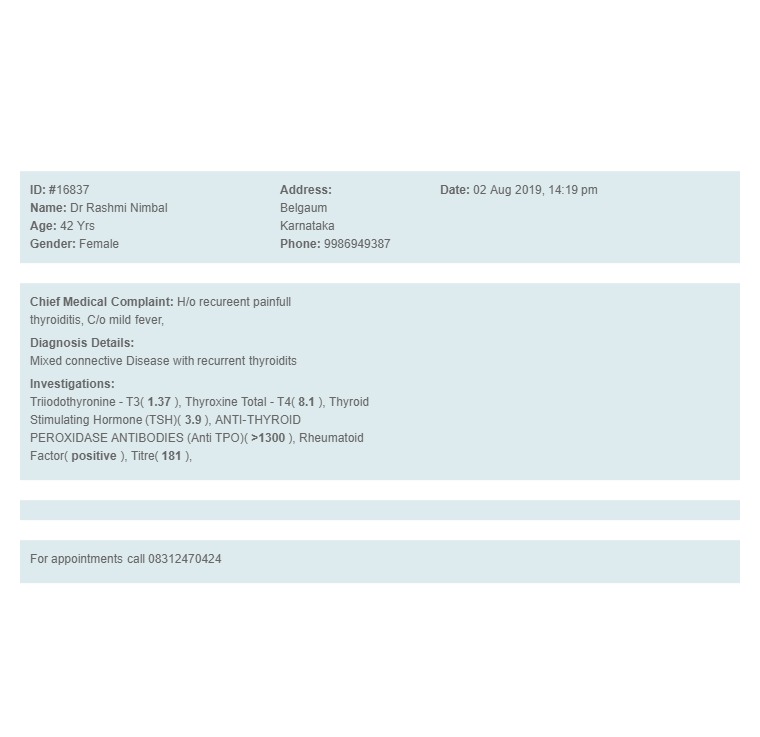 ID: #16837
Name: Dr Rashmi Nimbal
Age: 42 Yrs
Gender: Female
Address:
Belgaum
Karnataka
Phone: 9986949387
Date: 02 Aug 2019, 14:19 pm
Chief Medical Complaint: H/o recureent painfull
thyroiditis, C/o mild fever,
Diagnosis Details:
Mixed connective Disease with recurrent thyroidits
Investigations:
Triiodothyronine - T3( 1.37 ), Thyroxine Total - T4( 8.1 ), Thyroid
Stimulating Hormone (TSH)( 3.9 ), ANTI-THYROID
PEROXIDASE ANTIBODIES (Anti TPO)( >1300 ), Rheumatoid
Factor( positive ), Titre( 181 ),
For appointments call 08312470424